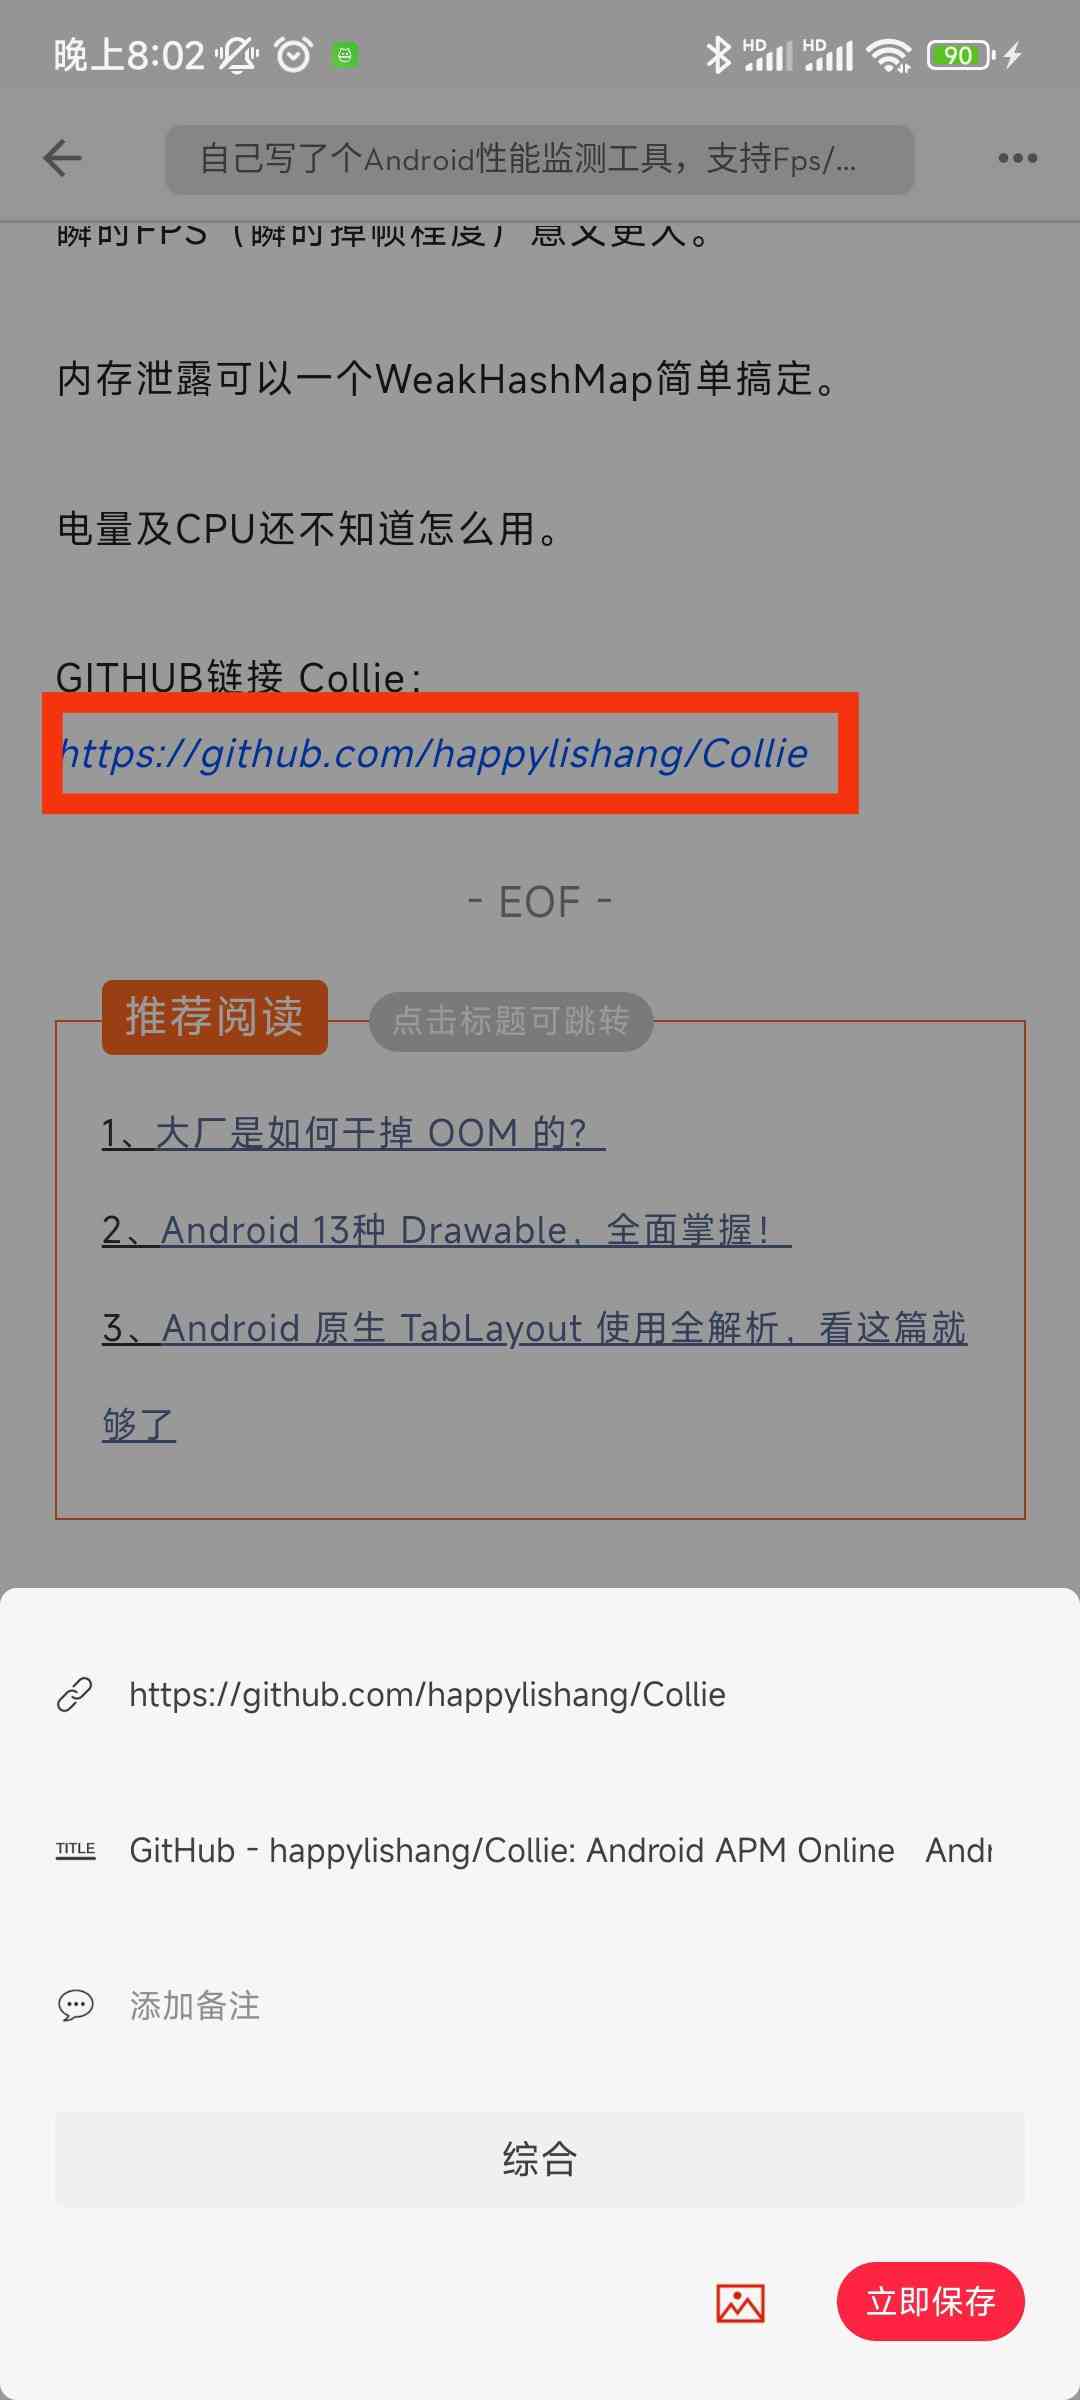 晚上8:02
HD
HD
90
自己写了个Android性能监测工具，支持Fps/...
瞬时FPS（瞬时掉帧程度）意义更大。
内存泄露可以一个WeakHashMap简单搞定。
电量及CPU还不知道怎么用。
GITHUB链接 Collie：
https://github.com/happylishang/Collie
- EOF -
推荐阅读
点击标题可跳转
1、大厂是如何干掉 OOM 的？
2、Android 13种 Drawable，全面掌握！
3、Android 原生 TabLayout 使用全解析，看这篇就
够了
https://github.com/happylishang/Collie
TITLE
GitHub - happylishang/Collie: Android APM Online Andr
添加备注
综合
立即保存